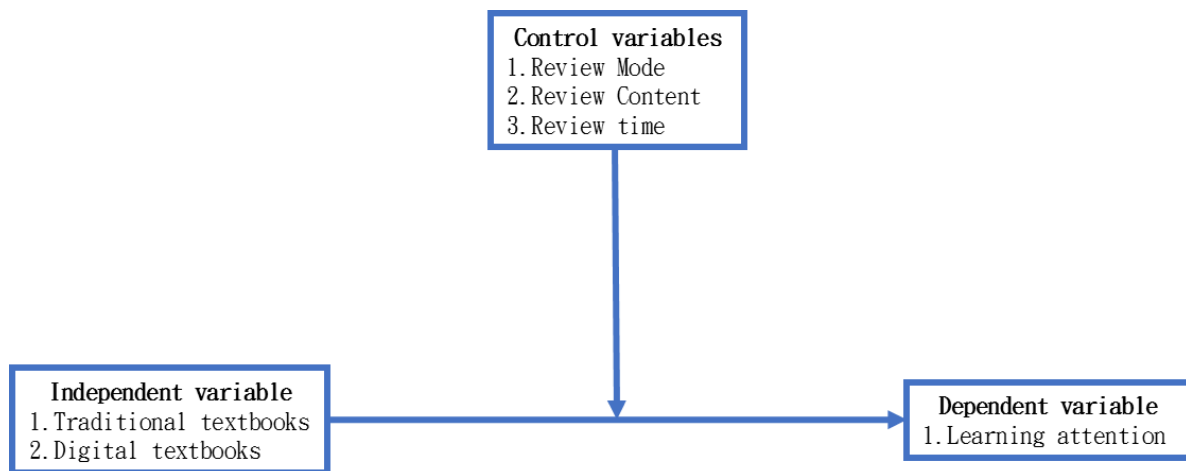 Control variables
1.Review Mode
2.Review Content
3.Review time
Independent variable
1.Traditional textbooks
2.Digital textbooks
Dependent variable
1.Learning attention